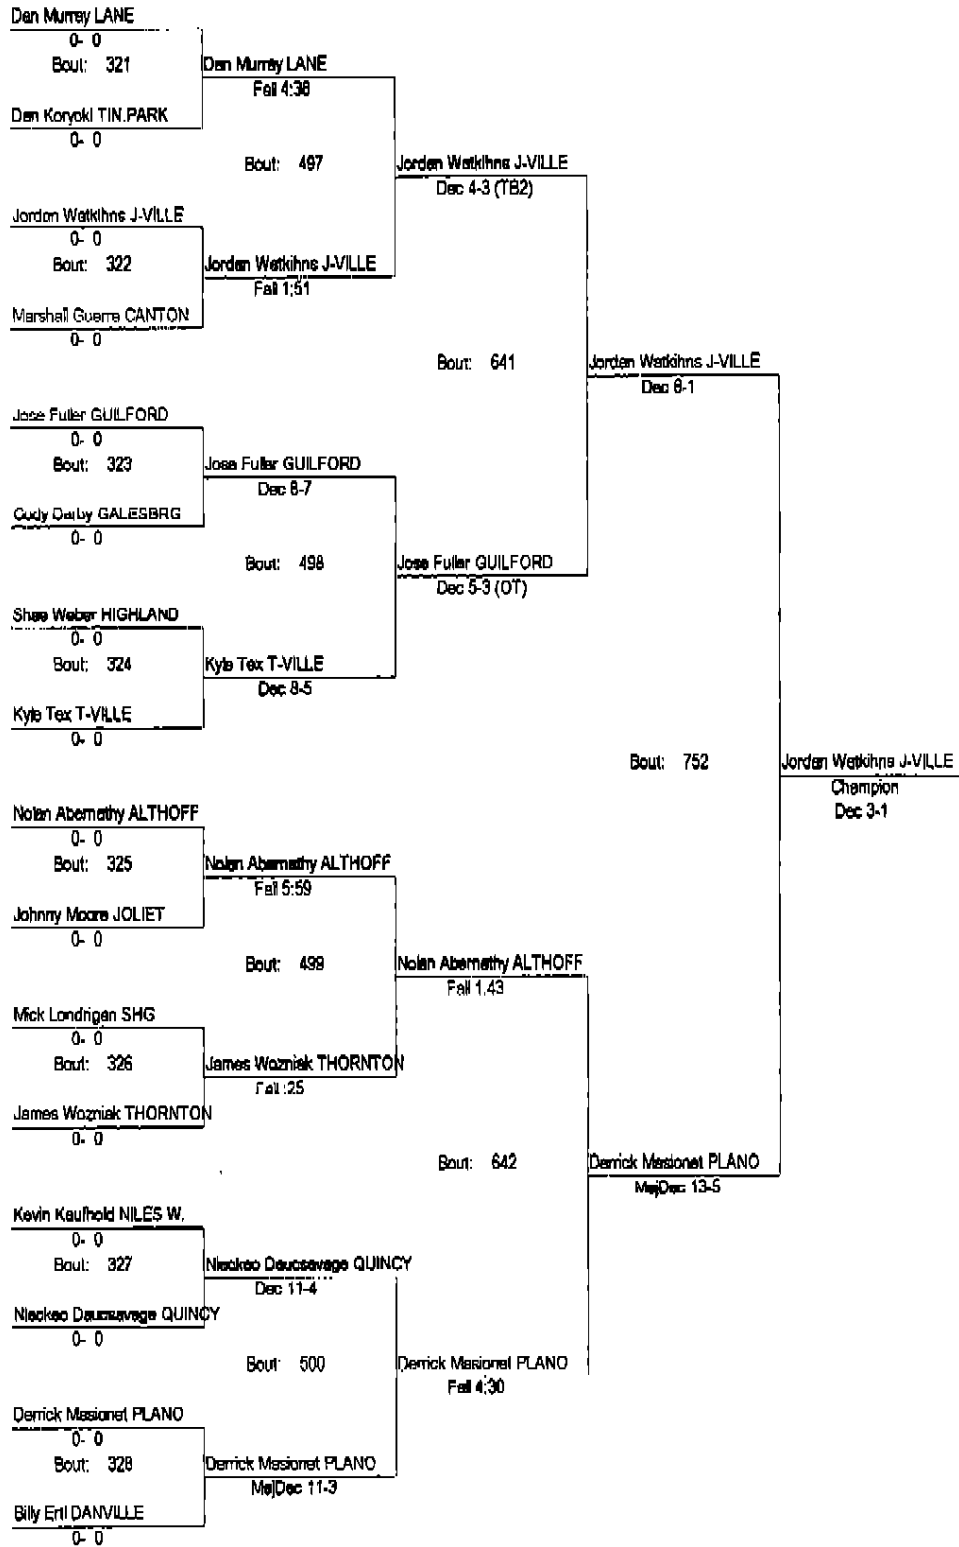 Dan Murray LANE
0- 0
Bout: 321
Dan Murray LANE
Fall 4:38
Dan Koryoki TIN.PARK
0- 0
Bout: 497
Jordan Watkihns J-VILLE
Dec 4-3 (TB2)
Jordon Watkihns J-VILLE
0- 0
Bout: 322
Jordan Watkihns J-VILLE
Fall 1:51
Marshall Guerra CANTON
0- 0
Bout: 641
Jordan Watkihns J-VILLE
Dec 6-1
Jose Fuller GUILFORD
0- 0
Bout: 323
Jose Fuller GUILFORD
Dec 8-7
Cody Darby GALESBRG
0- 0
Bout: 498
Jose Fuller GUILFORD
Dec 5-3 (OT)
Shae Weber HIGHLAND
0- 0
Bout: 324
Kyle Tex T-VILLE
Dec 8-5
Kyle Tex T-VILLE
0- 0
Bout: 752
Jordan Watkihns J-VILLE
Champion
Dec 3-1
Nolan Abernathy ALTHOFF
0- 0
Bout: 325
Nolan Abernathy ALTHOFF
Fall 5:59
Johnny Moore JOLIET
0- 0
Bout: 499
Nolan Abernathy ALTHOFF
Fall 1:43
Mick Londrigan SHG
0- 0
Bout: 326
James Wozniak THORNTON
Fall :25
James Wozniak THORNTON
0- 0
Bout: 642
Derrick Masionet PLANO
MajDec 13-5
Kevin Kaufhold NILES W.
0- 0
Bout: 327
Nieokeo Daucsavage QUINCY
Dec 11-4
Nieokeo Daucsavage QUINCY
0- 0
Bout: 500
Derrick Masionet PLANO
Fall 4:30
Derrick Masionet PLANO
0- 0
Bout: 328
Derrick Masionet PLANO
MajDec 11-3
Billy Ertl DANVILLE
0- 0